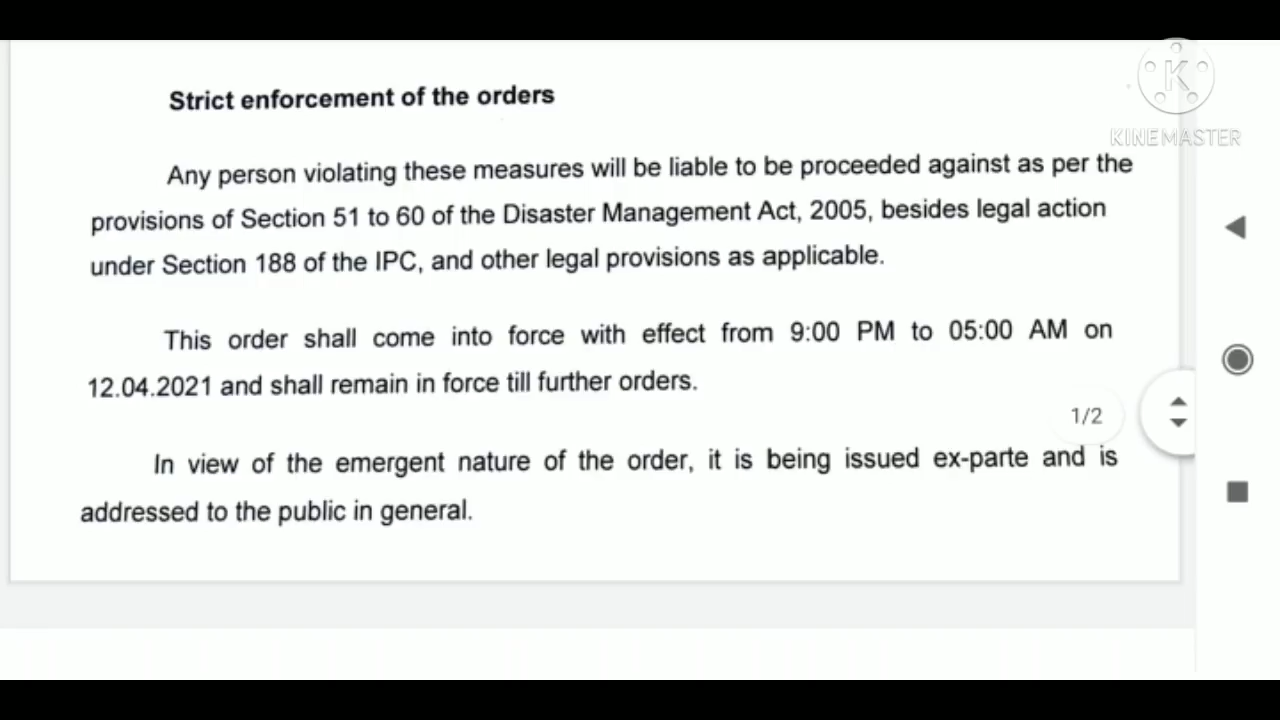 Strict enforcement of the orders
KINEMASTER
Any person violating these measures will be liable to be proceeded against as per the
provisions of Section 51 to 60 of the Disaster Management Act, 2005, besides legal action
under Section 188 of the IPC, and other legal provisions as applicable.
This order shall come into force with effect from 9:00 PM to 05:00 AM on
12.04.2021 and shall remain in force till further orders.
1/2
In view of the emergent nature of the order, it is being issued ex-parte and is
addressed to the public in general.